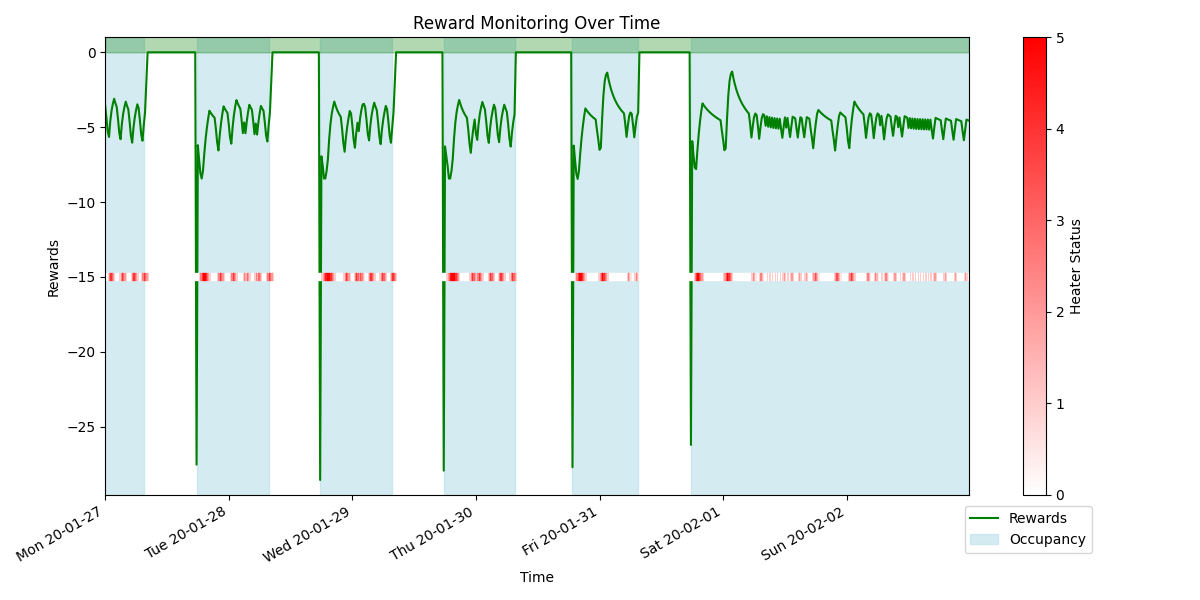 Reward Monitoring Over Time
Rewards
0
−5
−10
−15
−20
−25
Mon 20-01-27
Tue 20-01-28
Wed 20-01-29
Thu 20-01-30
Fri 20-01-31
Sat 20-02-01
Sun 20-02-02
Time
5
4
3
2
1
0
Heater Status
Rewards
Occupancy